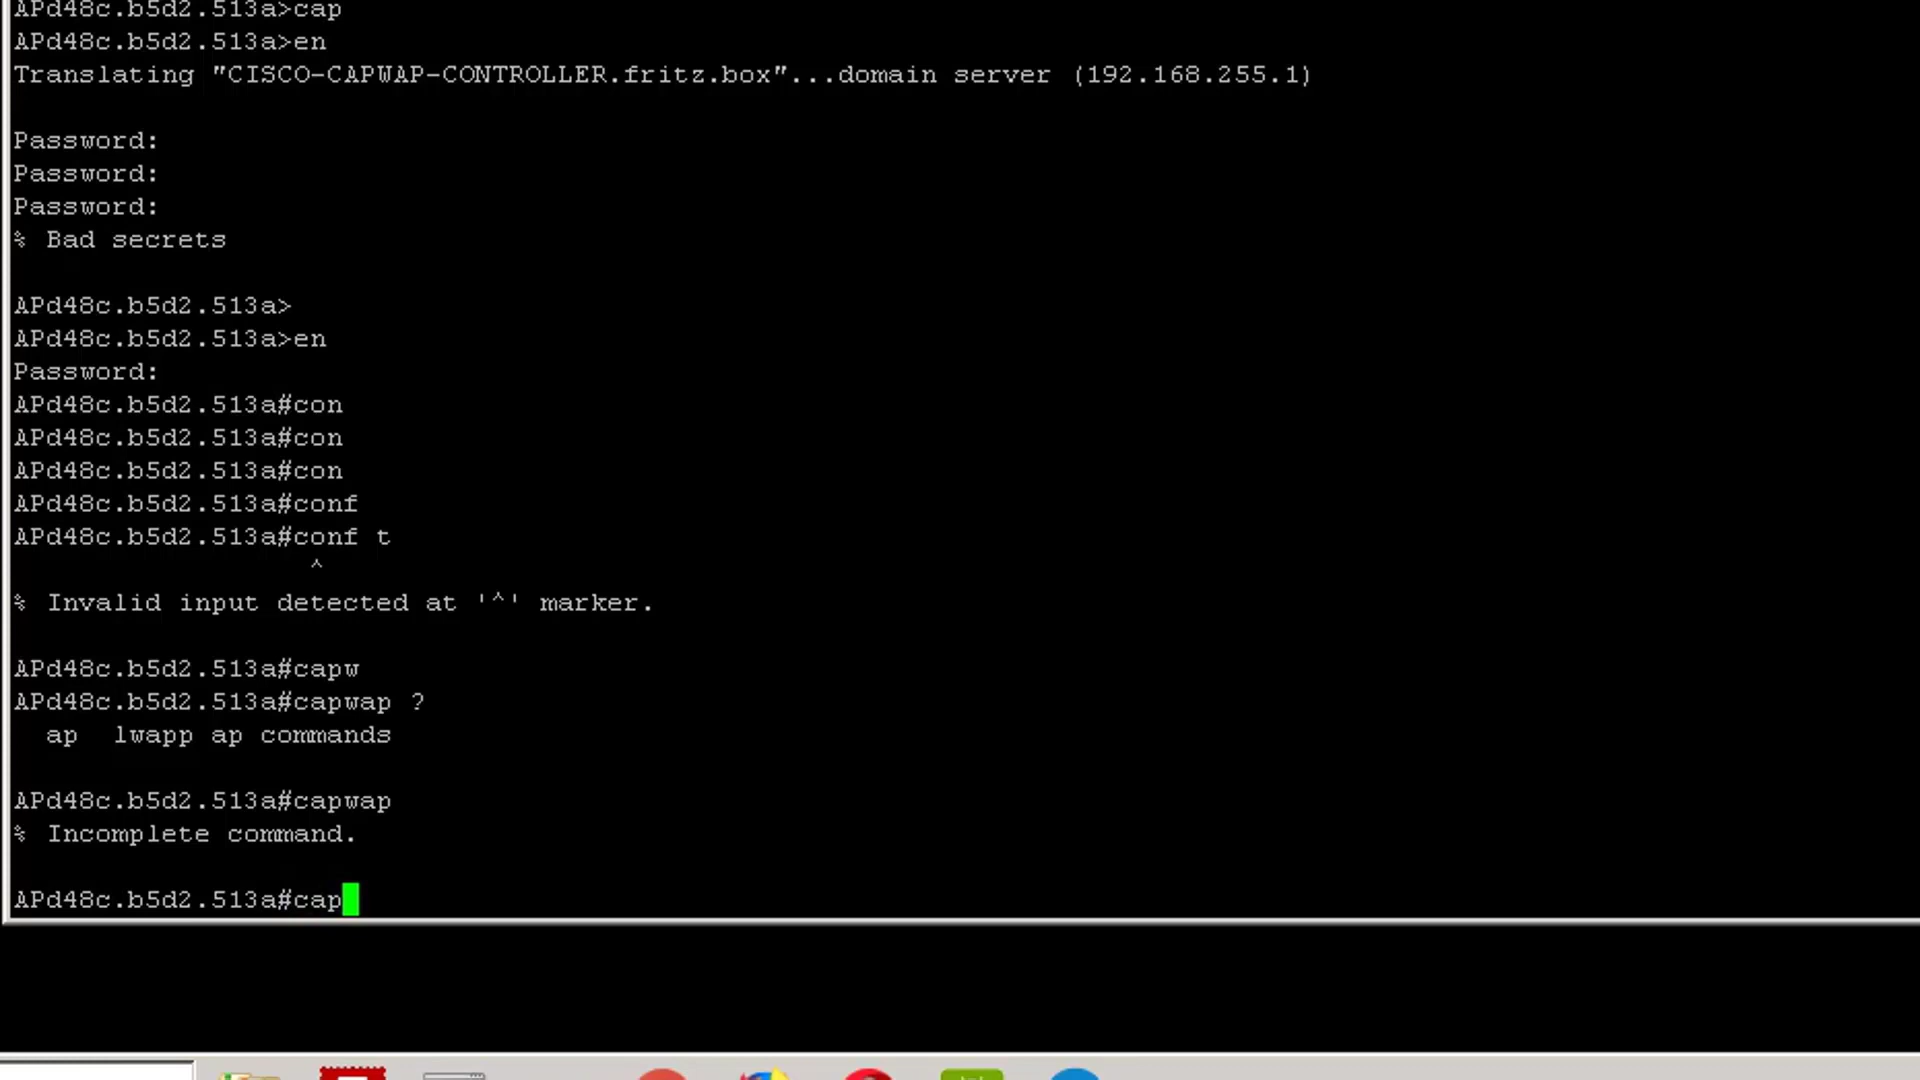 APd48c.b5d2.513a>cap
APd48c.b5d2.513a>en
Translating "CISCO-CAPWAP-CONTROLLER.fritz.box"...domain server (192.168.255.1)
Password:
Password:
Password:
% Bad secrets
APd48c.b5d2.513a>
APd48c.b5d2.513a>en
Password:
APd48c.b5d2.513a#con
APd48c.b5d2.513a#con
APd48c.b5d2.513a#con
APd48c.b5d2.513a#conf
APd48c.b5d2.513a#conf t
^
% Invalid input detected at '^' marker.
APd48c.b5d2.513a#capw
APd48c.b5d2.513a#capwap ?
ap lwapp ap commands
APd48c.b5d2.513a#capwap
% Incomplete command.
APd48c.b5d2.513a#cap